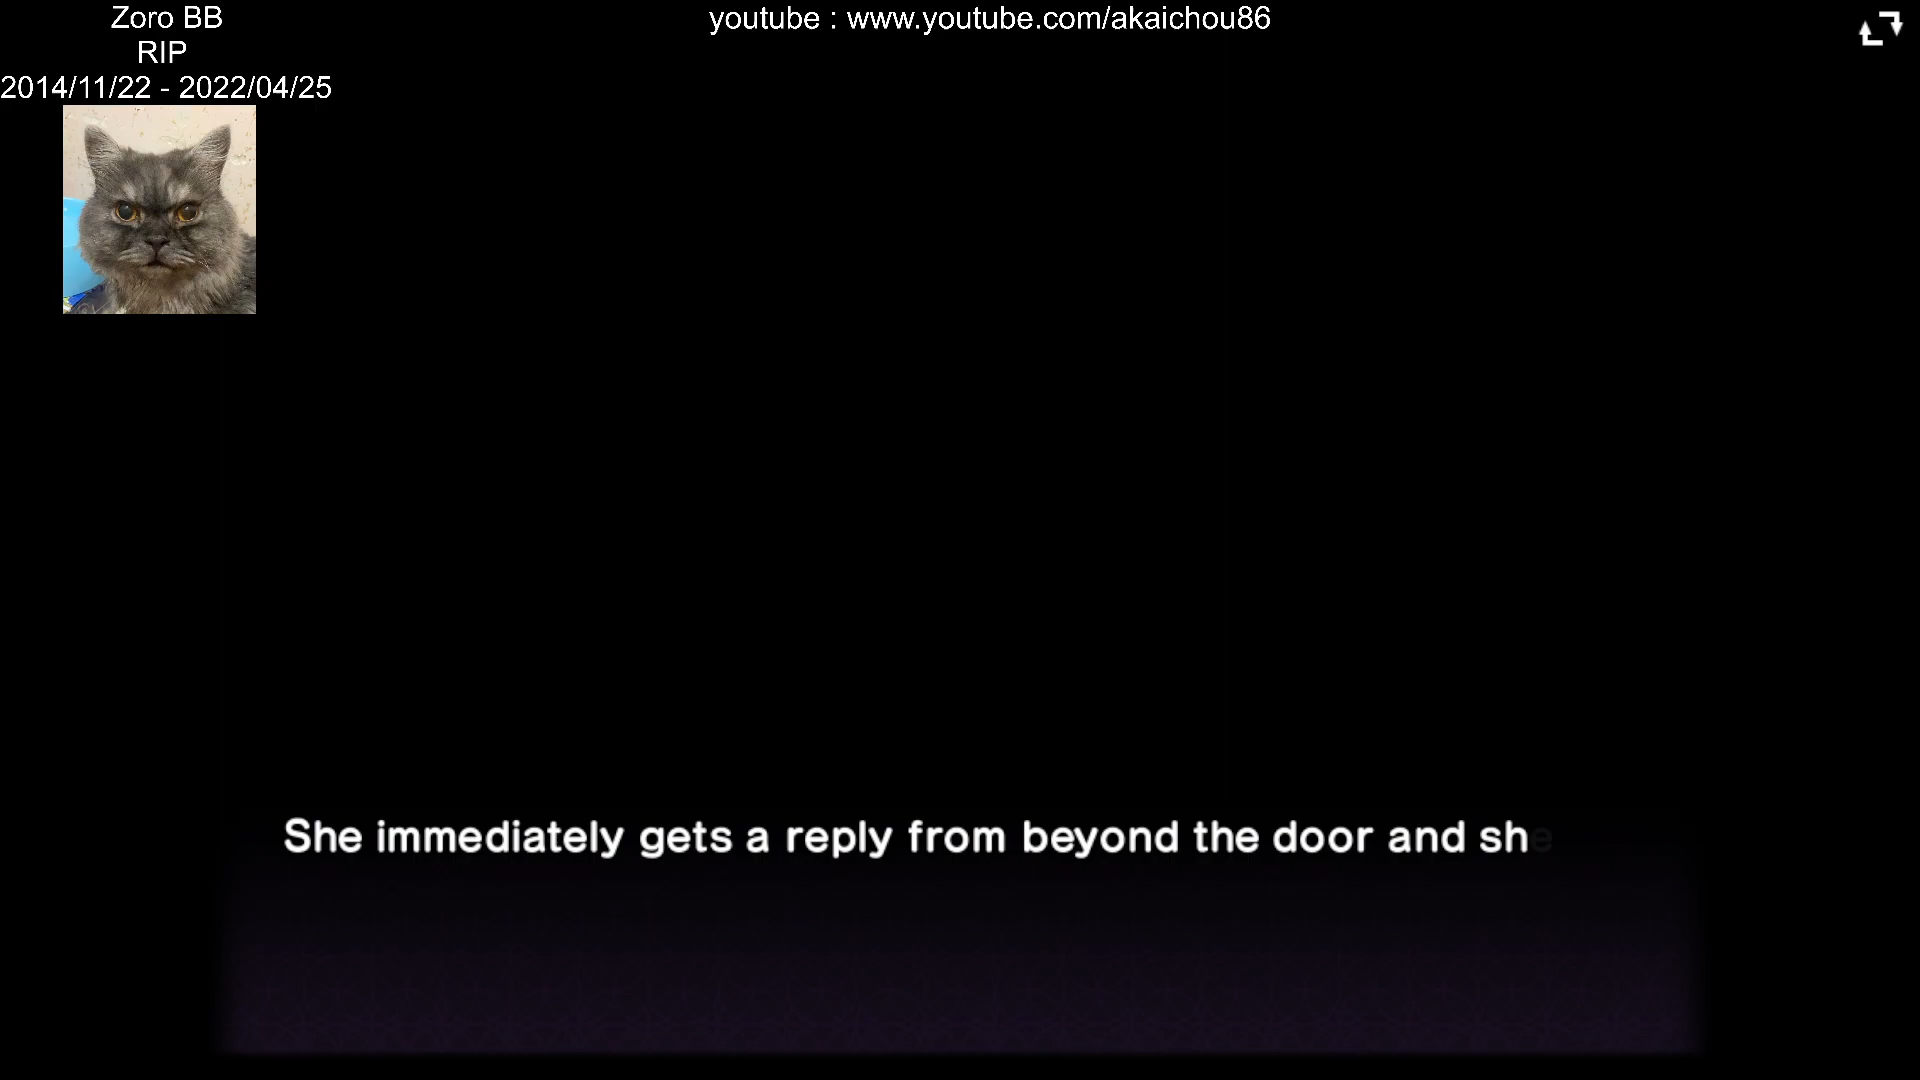 Zoro BB
RIP
2014/11/22 - 2022/04/25
youtube : www.youtube.com/akaichou86
She immediately gets a reply from beyond the door and she